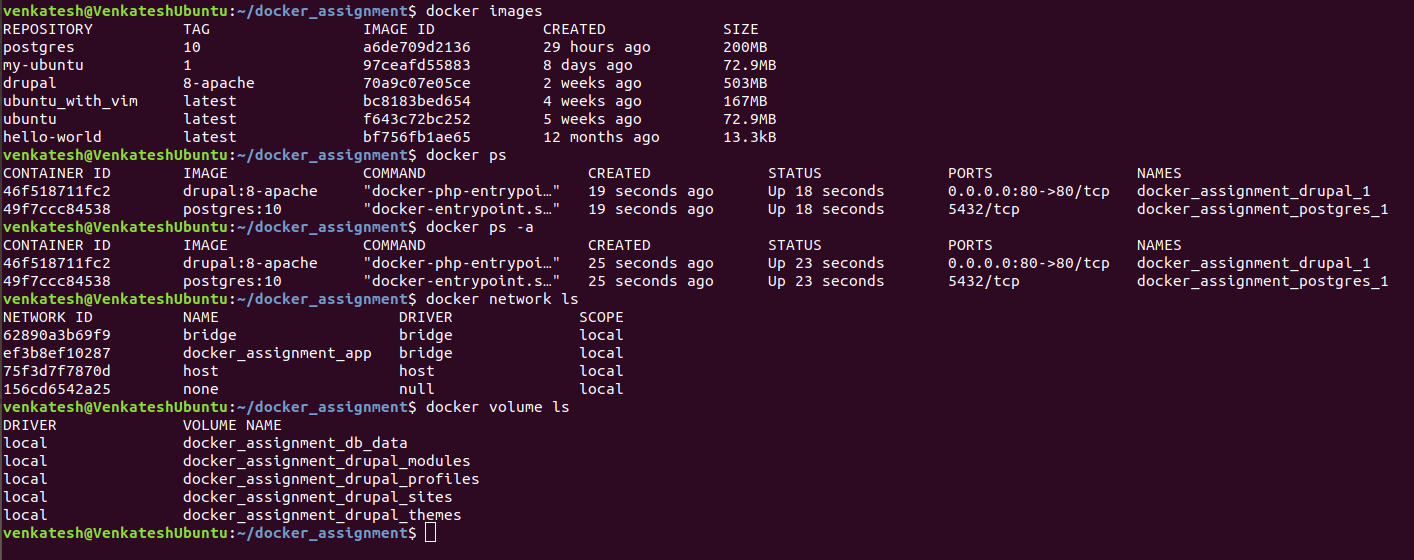 venkatesh@VenkateshUbuntu:~/docker_assignment$ docker images
REPOSITORY          TAG                 IMAGE ID            CREATED             SIZE
postgres            10                  a6de709d2136        29 hours ago        200MB
my-ubuntu           1                   97ceafd55883        8 days ago          72.9MB
drupal              8-apache            70a9c07e05ce        2 weeks ago         503MB
ubuntu_with_vim     latest              bc8183bed654        4 weeks ago         167MB
ubuntu              latest              f643c72bc252        5 weeks ago         72.9MB
hello-world         latest              bf756fb1ae65        12 months ago       13.3kB
venkatesh@VenkateshUbuntu:~/docker_assignment$ docker ps
CONTAINER ID        IMAGE               COMMAND                  CREATED             STATUS              PORTS                NAMES
46f518711fc2        drupal:8-apache     "docker-php-entrypoi…"   19 seconds ago      Up 18 seconds       0.0.0.0:80->80/tcp   docker_assignment_drupal_1
49f7ccc84538        postgres:10         "docker-entrypoint.s…"   19 seconds ago      Up 18 seconds       5432/tcp             docker_assignment_postgres_1
venkatesh@VenkateshUbuntu:~/docker_assignment$ docker ps -a
CONTAINER ID        IMAGE               COMMAND                  CREATED             STATUS              PORTS                NAMES
46f518711fc2        drupal:8-apache     "docker-php-entrypoi…"   25 seconds ago      Up 23 seconds       0.0.0.0:80->80/tcp   docker_assignment_drupal_1
49f7ccc84538        postgres:10         "docker-entrypoint.s…"   25 seconds ago      Up 23 seconds       5432/tcp             docker_assignment_postgres_1
venkatesh@VenkateshUbuntu:~/docker_assignment$ docker network ls
NETWORK ID          NAME                    DRIVER              SCOPE
62890a3b69f9        bridge                  bridge              local
ef3b8ef10287        docker_assignment_app   bridge              local
75f3d7f7870d        host                    host                local
156cd6542a25        none                    null                local
venkatesh@VenkateshUbuntu:~/docker_assignment$ docker volume ls
DRIVER              VOLUME NAME
local               docker_assignment_db_data
local               docker_assignment_drupal_modules
local               docker_assignment_drupal_profiles
local               docker_assignment_drupal_sites
local               docker_assignment_drupal_themes
venkatesh@VenkateshUbuntu:~/docker_assignment$